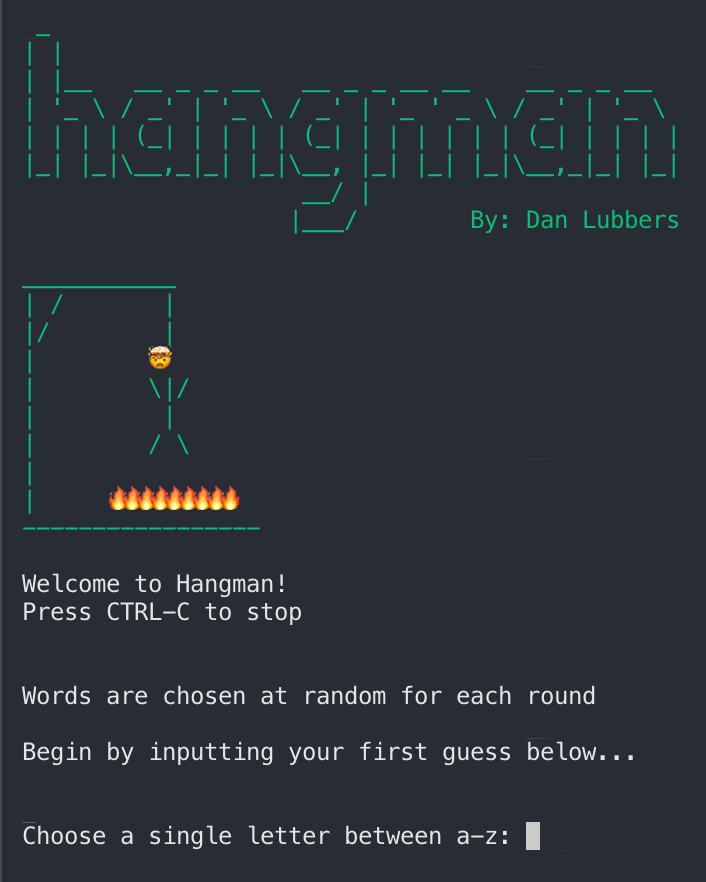 hangman
By: Dan Lubbers
Welcome to Hangman!
Press CTRL-C to stop
Words are chosen at random for each round
Begin by inputting your first guess below...
Choose a single letter between a-z: